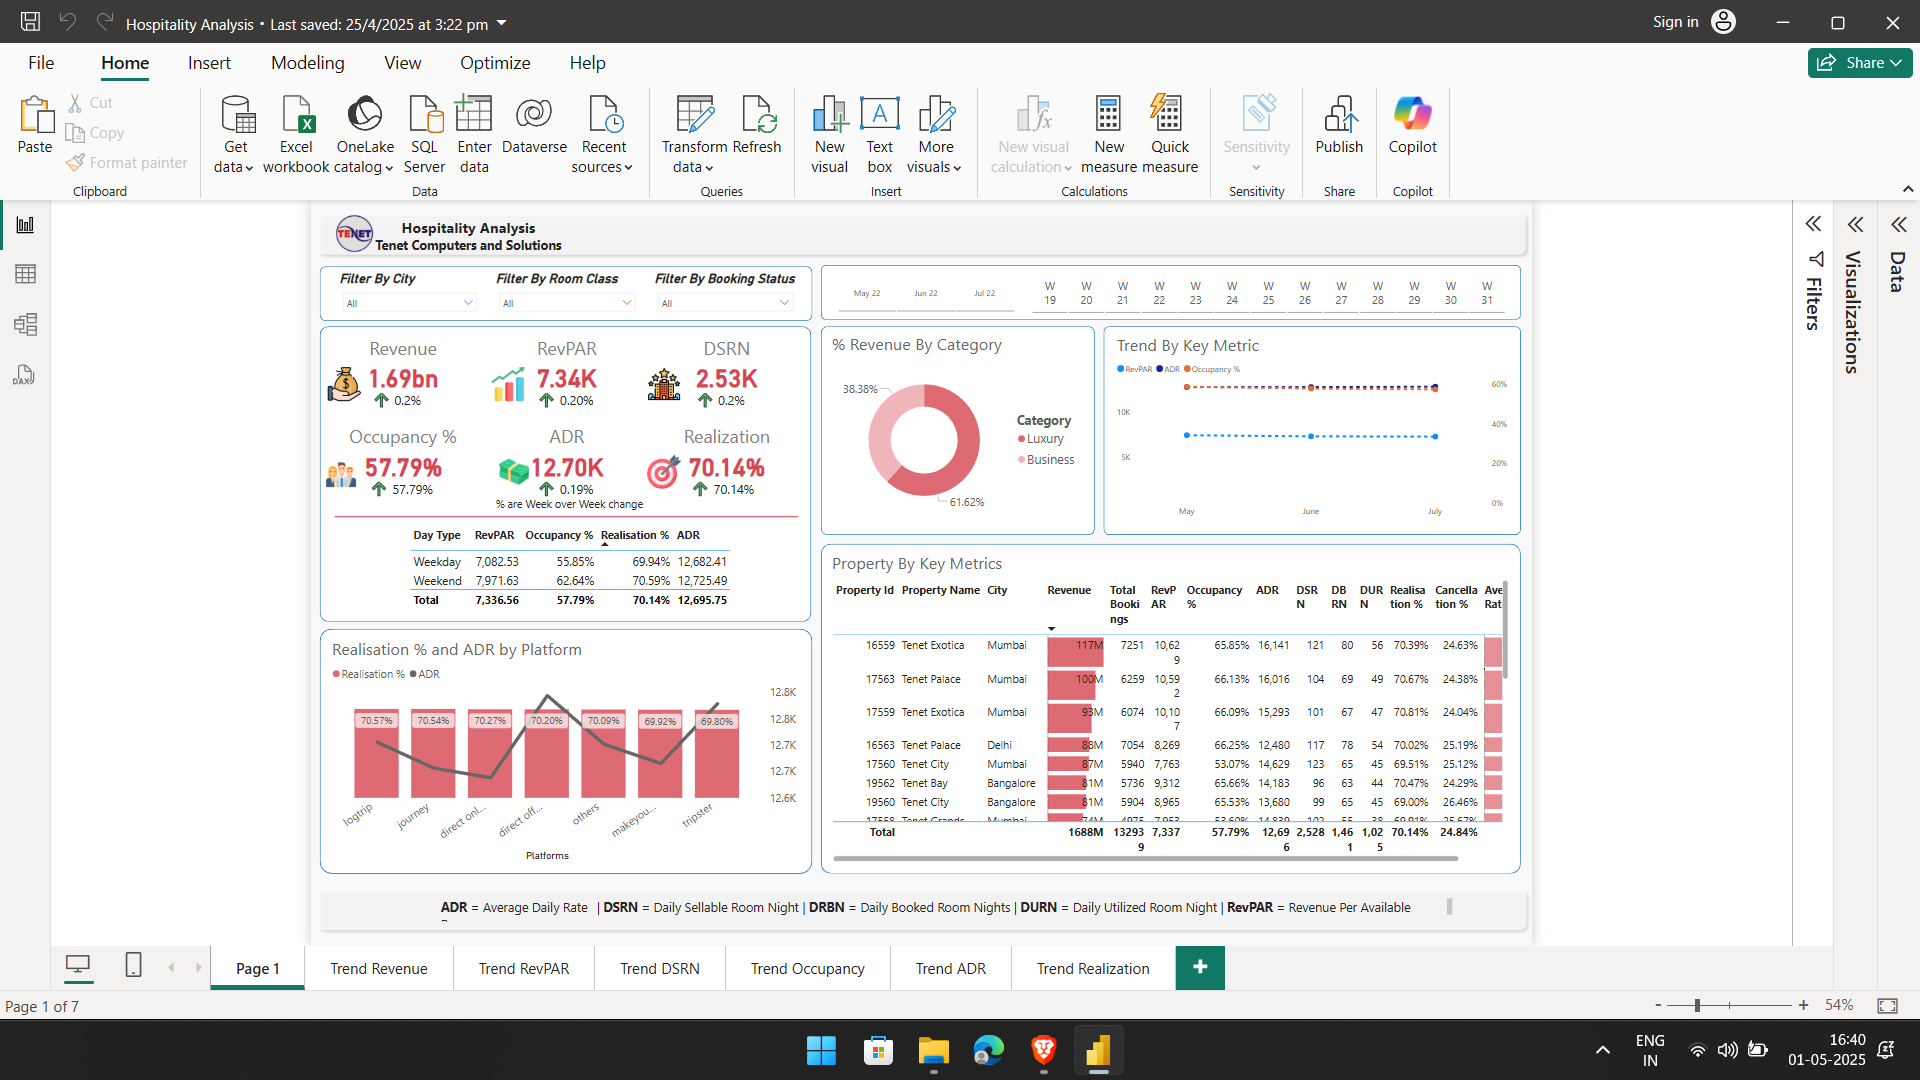 Hospitality Analysis • Last saved: 25/4/2025 at 3:22 pm
Sign in
File Home Insert Modeling View Optimize Help
Share
Paste
Cut
Copy
Format painter
Clipboard
Get data
Excel workbook
OneLake catalog
SQL Server
Enter data
Dataverse
Recent sources
Data
Transform data
Refresh
Queries
New visual
Text box
More visuals
Insert
New visual calculation
New measure
Quick measure
Calculations
Sensitivity
Sensitivity
Publish
Share
Copilot
Copilot
TENET
Hospitality Analysis
Tenet Computers and Solutions
Filter By City
All
Filter By Room Class
All
Filter By Booking Status
All
May 22 Jun 22 Jul 22
W 19 W 20 W 21 W 22 W 23 W 24 W 25 W 26 W 27 W 28 W 29 W 30 W 31
Revenue
1.69bn
0.2%
RevPAR
7.34K
0.20%
DSRN
2.53K
0.2%
Occupancy %
57.79%
57.79%
ADR
12.70K
0.19%
Realization
70.14%
70.14%
% are Week over Week change
Day Type RevPAR Occupancy % Realisation % ADR
Weekday 7,082.53 55.85% 69.94% 12,682.41
Weekend 7,971.63 62.64% 70.59% 12,725.49
Total 7,336.56 57.79% 70.14% 12,695.75
% Revenue By Category
38.38%
61.62%
Category
Luxury
Business
Trend By Key Metric
RevPAR ADR Occupancy %
10K
5K
60%
40%
20%
0%
May June July
Realisation % and ADR by Platform
Realisation % ADR
70.57% 70.54% 70.27% 70.20% 70.09% 69.92% 69.80%
12.8K
12.8K
12.7K
12.7K
12.6K
logtrip journey direct onl... direct off... others makeyou... tripster
Platforms
Property By Key Metrics
Property Id Property Name City Revenue Total Bookings RevPAR Occupancy % ADR DSRN DBRN DURN Realisation % Cancellation % Ave Rat
16559 Tenet Exotica Mumbai 117M 7251 10,629 65.85% 16,141 121 80 56 70.39% 24.63%
17563 Tenet Palace Mumbai 100M 6259 10,592 66.13% 16,016 104 69 49 70.67% 24.38%
17559 Tenet Exotica Mumbai 93M 6074 10,107 66.09% 15,293 101 67 47 70.81% 24.04%
16563 Tenet Palace Delhi 88M 7054 8,269 66.25% 12,480 117 78 54 70.02% 25.19%
17560 Tenet City Mumbai 87M 5940 7,763 53.07% 14,629 123 65 45 69.51% 25.12%
19562 Tenet Bay Bangalore 81M 5736 9,312 65.66% 14,183 96 63 44 70.47% 24.29%
19560 Tenet City Bangalore 81M 5904 8,965 65.53% 13,680 99 65 45 69.00% 26.46%
17558 Tenet Grands Mumbai 74M 4975 7,953 53.60% 14,839 102 55 38 69.91% 25.67%
Total 1688M 132939 7,337 57.79% 12,696 2,528 1,461 1,025 70.14% 24.84%
ADR = Average Daily Rate | DSRN = Daily Sellable Room Night | DRBN = Daily Booked Room Nights | DURN = Daily Utilized Room Night | RevPAR = Revenue Per Available
Filters
Visualizations
Data
Page 1 Trend Revenue Trend RevPAR Trend DSRN Trend Occupancy Trend ADR Trend Realization
Page 1 of 7
54%
ENG
IN
16:40
01-05-2025